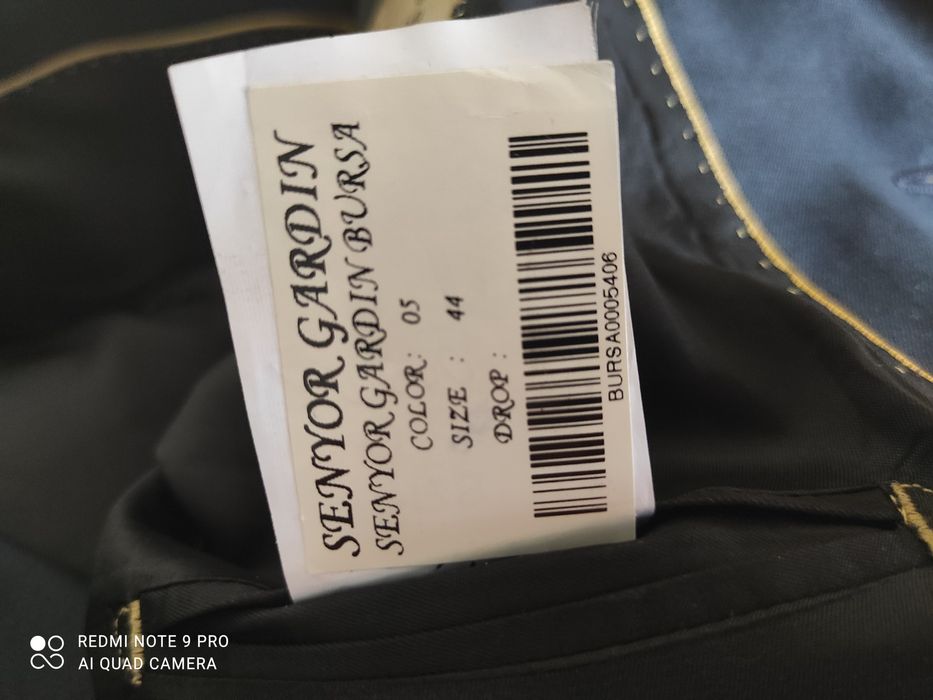 SENYOR GARDIN
SENYOR GARDIN BURSA
COLOR: 05
SIZE : 44
DROP :
BURSA0005406
REDMI NOTE 9 PRO
AI QUAD CAMERA